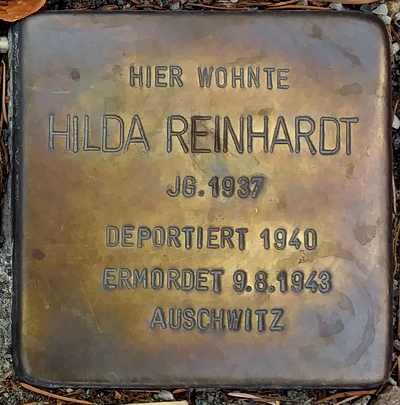 HIER WOHNTE
HILDA REINHARDT
JG. 1937
DEPORTIERT 1940
ERMORDET 9.8.1943
AUSCHWITZ